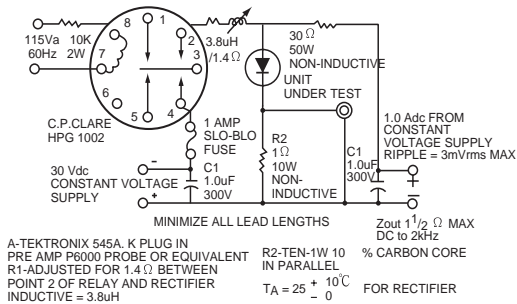 115Va
60Hz
10K
2W
8
1
2
7
3
6
5
4
3.8uH
/1.4 Ω
30 Ω
50W
NON-INDUCTIVE
UNIT
UNDER TEST
C.P.CLARE
HPG 1002
1 AMP
SLO-BLO
FUSE
R2
1Ω
10W
NON-
INDUCTIVE
C1
1.0uF
300V
1.0 Adc FROM
CONSTANT
VOLTAGE SUPPLY
RIPPLE = 3mVrms MAX
30 Vdc
CONSTANT VOLTAGE
SUPPLY
-
+
C1
1.0uF
300V
+
-
MINIMIZE ALL LEAD LENGTHS
Zout 1 1/2 Ω MAX
DC to 2kHz
A-TEKTRONIX 545A. K PLUG IN
PRE AMP P6000 PROBE OR EQUIVALENT
R1-ADJUSTED FOR 1.4 Ω BETWEEN
POINT 2 OF RELAY AND RECTIFIER
INDUCTIVE = 3.8uH
R2-TEN-1W 10 % CARBON CORE
IN PARALLEL
TA = 25 + 10°C - 0 FOR RECTIFIER